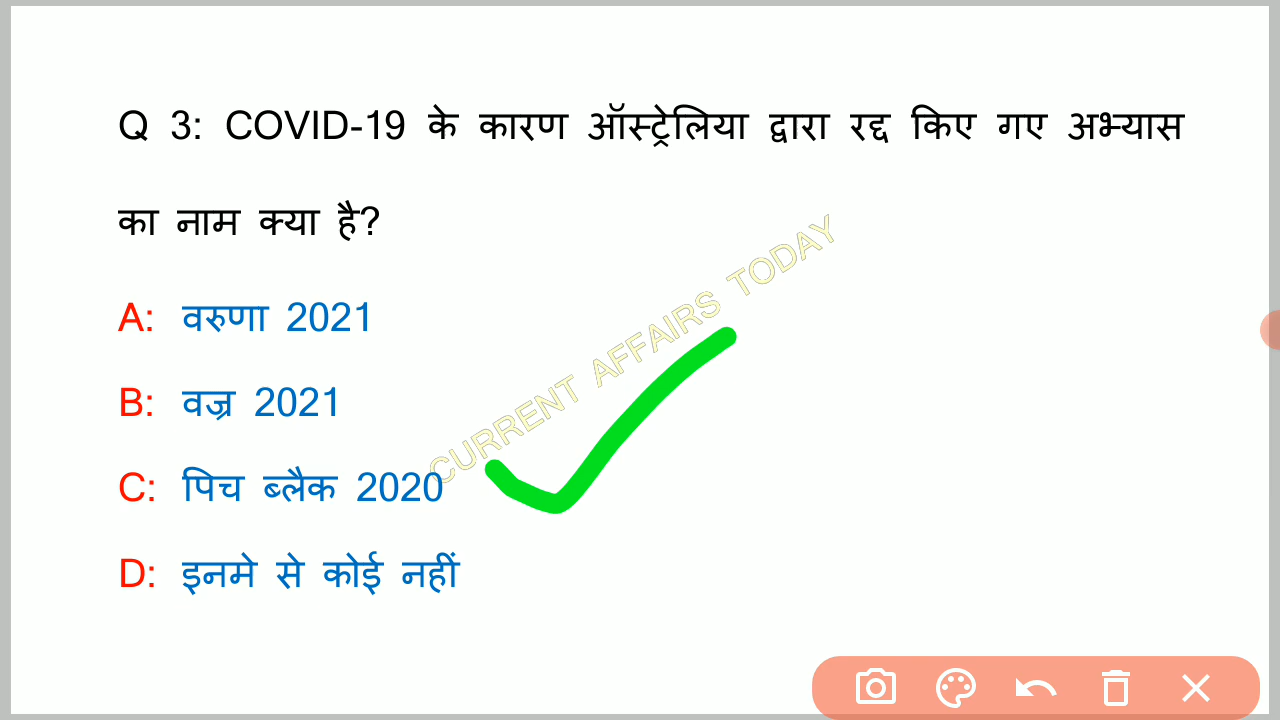 Q 3: COVID-19 के कारण ऑस्ट्रेलिया द्वारा रद्द किए गए अभ्यास
का नाम क्या है?
A: वरुणा 2021
B: वज्र 2021
C: पिच ब्लैक 2020
D: इनमे से कोई नहीं
CURRENT AFFAIRS TODAY